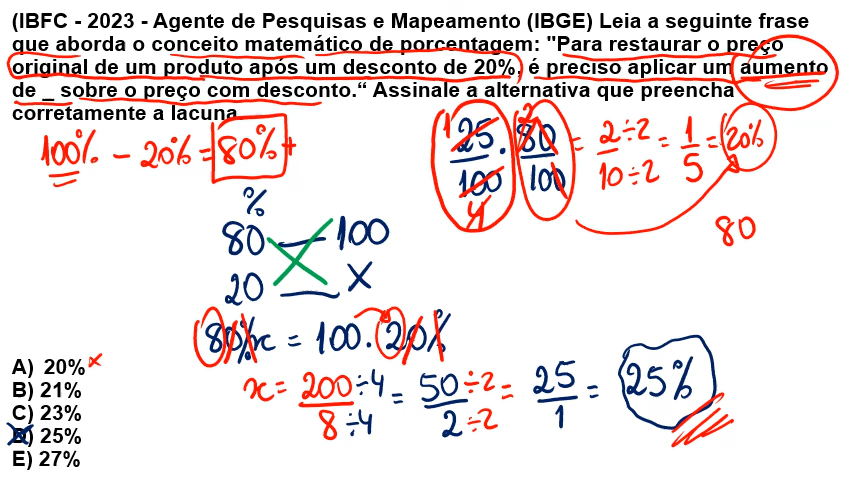 (IBFC - 2023 - Agente de Pesquisas e Mapeamento (IBGE) Leia a seguinte frase
que aborda o conceito matemático de porcentagem: "Para restaurar o preço
original de um produto após um desconto de 20%, é preciso aplicar um aumento
de _ sobre o preço com desconto.“ Assinale a alternativa que preencha
corretamente a lacuna
100% - 20% = 80% +
1 25/100 4 . 2 80/100 = 2÷2/10÷2 = 1/5 = 20%
80
%
80 — 100
20 — x
80%x = 100.20%
x = 200÷4/8÷4 = 50÷2/2÷2 = 25/1 = 25%
A) 20% x
B) 21%
C) 23%
D) 25%
E) 27%